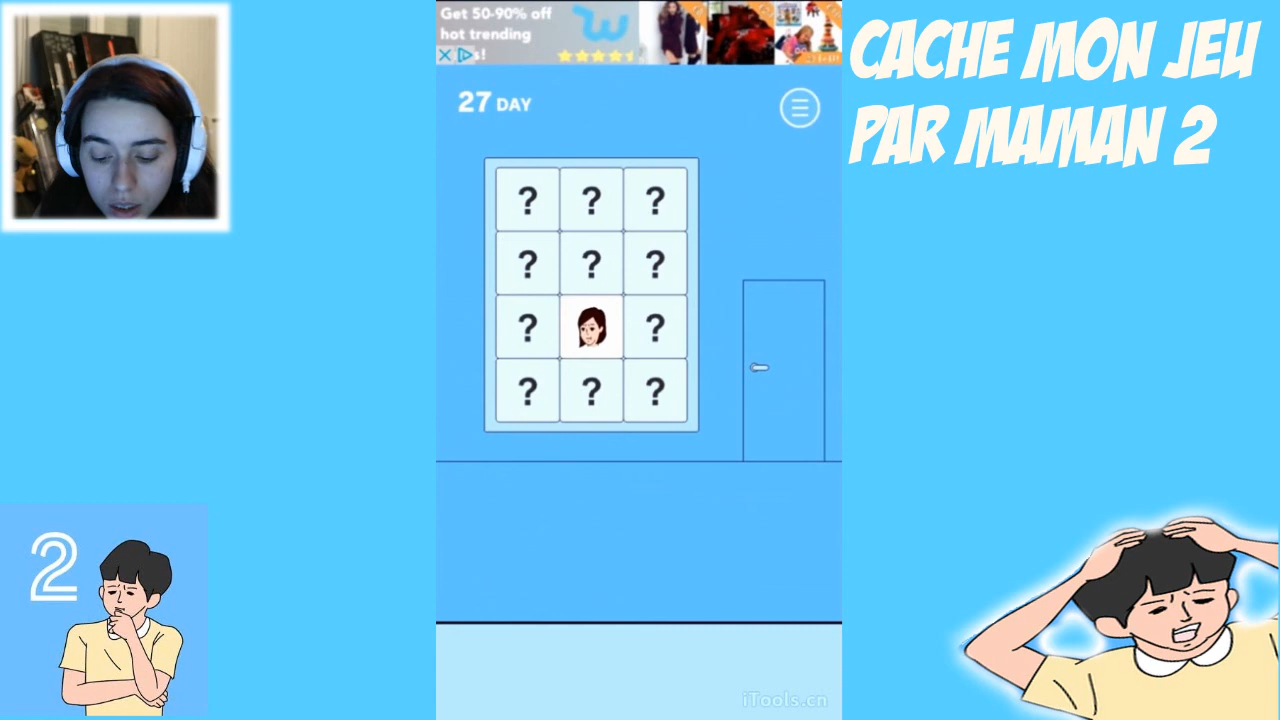 Get 50-90% off
hot trending
s!
CACHE MON JEU
PAR MAMAN 2
27 DAY
? ? ?
? ? ?
? ?
? ? ?
2
iTools.cn